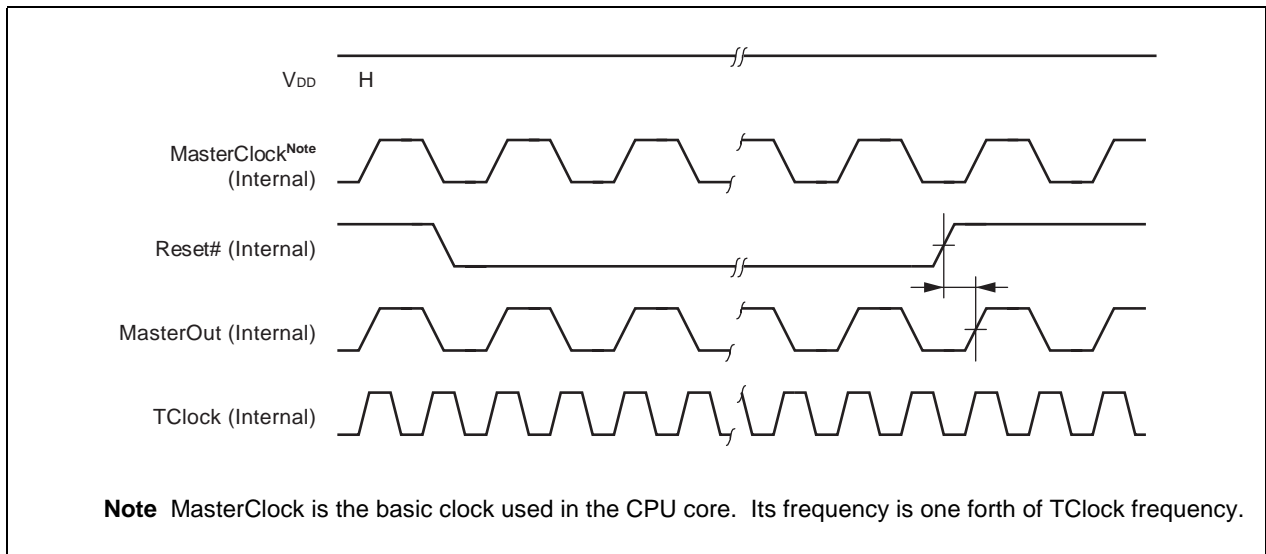 VDD H
MasterClockNote
(Internal)
Reset# (Internal)
MasterOut (Internal)
TClock (Internal)
Note MasterClock is the basic clock used in the CPU core. Its frequency is one forth of TClock frequency.